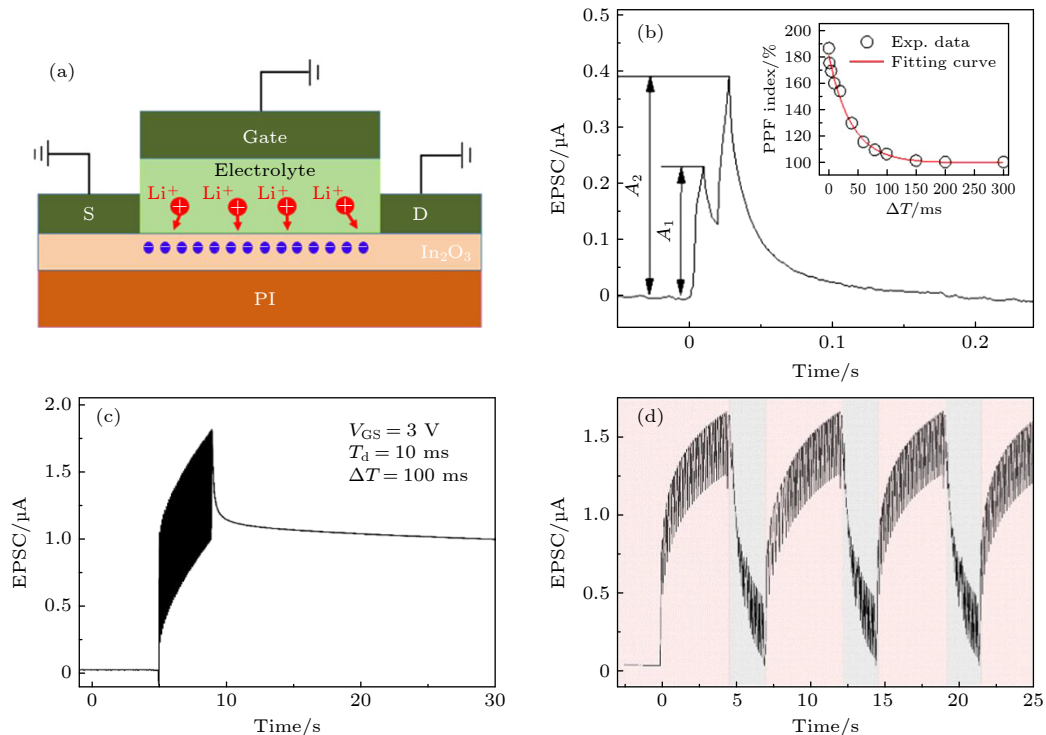 (a)
Gate
Electrolyte
Li⁺ Li⁺ Li⁺ Li⁺
S
D
In₂O₃
PI
(b)
EPSC/μA
0.5
0.4
0.3
0.2
0.1
0
A₂
A₁
0 0.1 0.2
Time/s
PPF index/%
200
180
160
140
120
100
80
Exp. data
Fitting curve
0 50 100 150 200 250 300
ΔT/ms
(c)
EPSC/μA
2.0
1.5
1.0
0.5
0
V_GS = 3 V
T_d = 10 ms
ΔT = 100 ms
0 10 20 30
Time/s
(d)
EPSC/μA
1.5
1.0
0.5
0
0 5 10 15 20 25
Time/s